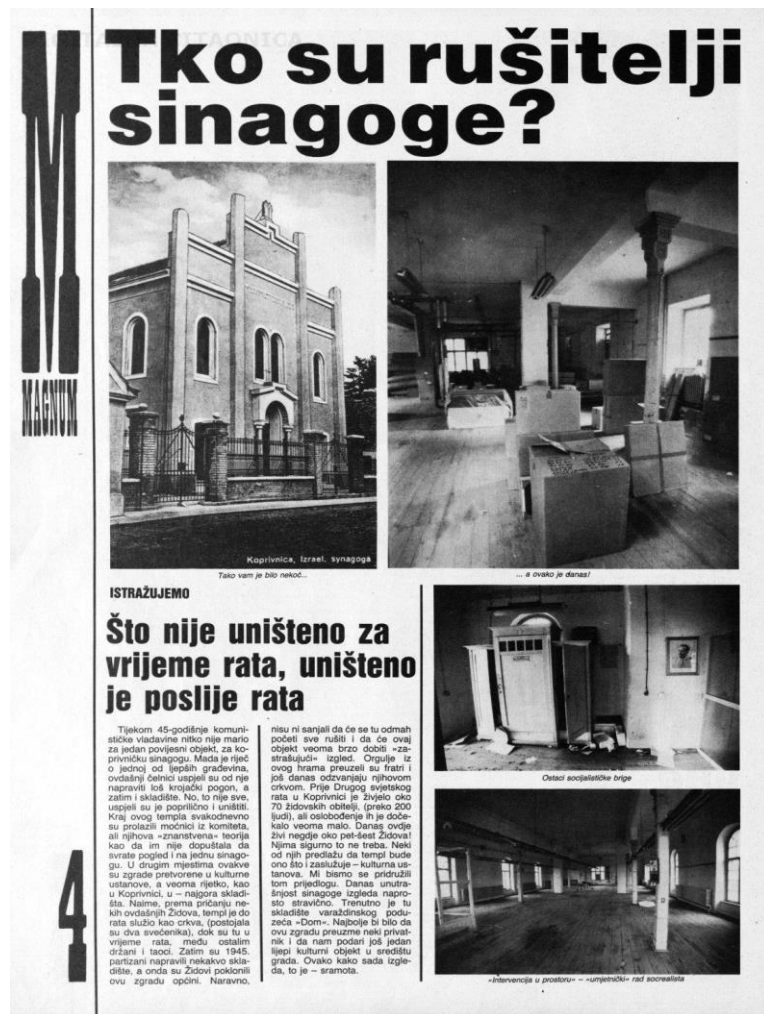 Tko su rušitelji
sinagoge?
MAGNUM
Koprivnica, Izrael. synagoga
Tako vam je bilo nekoć...
... a ovako je danas!
ISTRAŽUJEMO
Što nije uništeno za
vrijeme rata, uništeno
je poslije rata
Tijekom 45-godišnje komuni-
stičke vladavine nitko nije mario
za jedan povijesni objekt, za ko-
privničku sinagogu. Mada je riječ
o jednoj od ljepših građevina,
ovdašnji čelnici uspjeli su od nje
napraviti loš krojački pogon, a
zatim i skladište. No, to nije sve,
uspjeli su je poprilično i uništiti.
Kraj ovog templa svakodnevno
su prolazili moćnici iz komiteta,
ali njihova »znanstvena« teorija
kao da im nije dopuštala da
svrate pogled i na jednu sinago-
gu. U drugim mjestima ovakve
su zgrade pretvorene u kulturne
ustanove, a veoma rijetko, kao
u Koprivnici, u – najgora skladi-
šta. Naime, prema pričanju ne-
kih ovdašnjih Židova, templ je do
rata služio kao crkva, (postojala
su dva svećenika), dok su tu u
vrijeme rata, među ostalim
držani i taoci. Zatim su 1945.
partizani napravili nekakvo skla-
dište, a onda su Židovi poklonili
ovu zgradu općini. Naravno,
nisu ni sanjali da će se tu odmah
početi sve rušiti i da će ovaj
objekt veoma brzo dobiti »za-
strašujući« izgled. Orgulje iz
ovog hrama preuzeli su fratri i
još danas odzvanjaju njihovom
crkvom. Prije Drugog svjetskog
rata u Koprivnici je živjelo oko
70 židovskih obitelji, (preko 200
ljudi), ali oslobođenje ih je doče-
kalo veoma malo. Danas ovdje
živi negdje oko pet-šest Židova!
Njima sigurno to ne treba. Neki
od njih predlažu da templ bude
ono što i zaslužuje – kulturna us-
tanova. Mi bismo se pridružili
tom prijedlogu. Danas unutra-
šnjost sinagoge izgleda napro-
sto stravično. Trenutno je tu
skladište varaždinskog podu-
zeća »Dom«. Najbolje bi bilo da
ovu zgradu preuzme neki privat-
nik i da nam podari još jedan
lijepi kulturni objekt u središtu
grada. Ovako kako sada izgle-
da, to je – sramota.
Ostaci socijalističke brige
»Intervencija u prostoru« – »umjetnički« rad socrealista
4